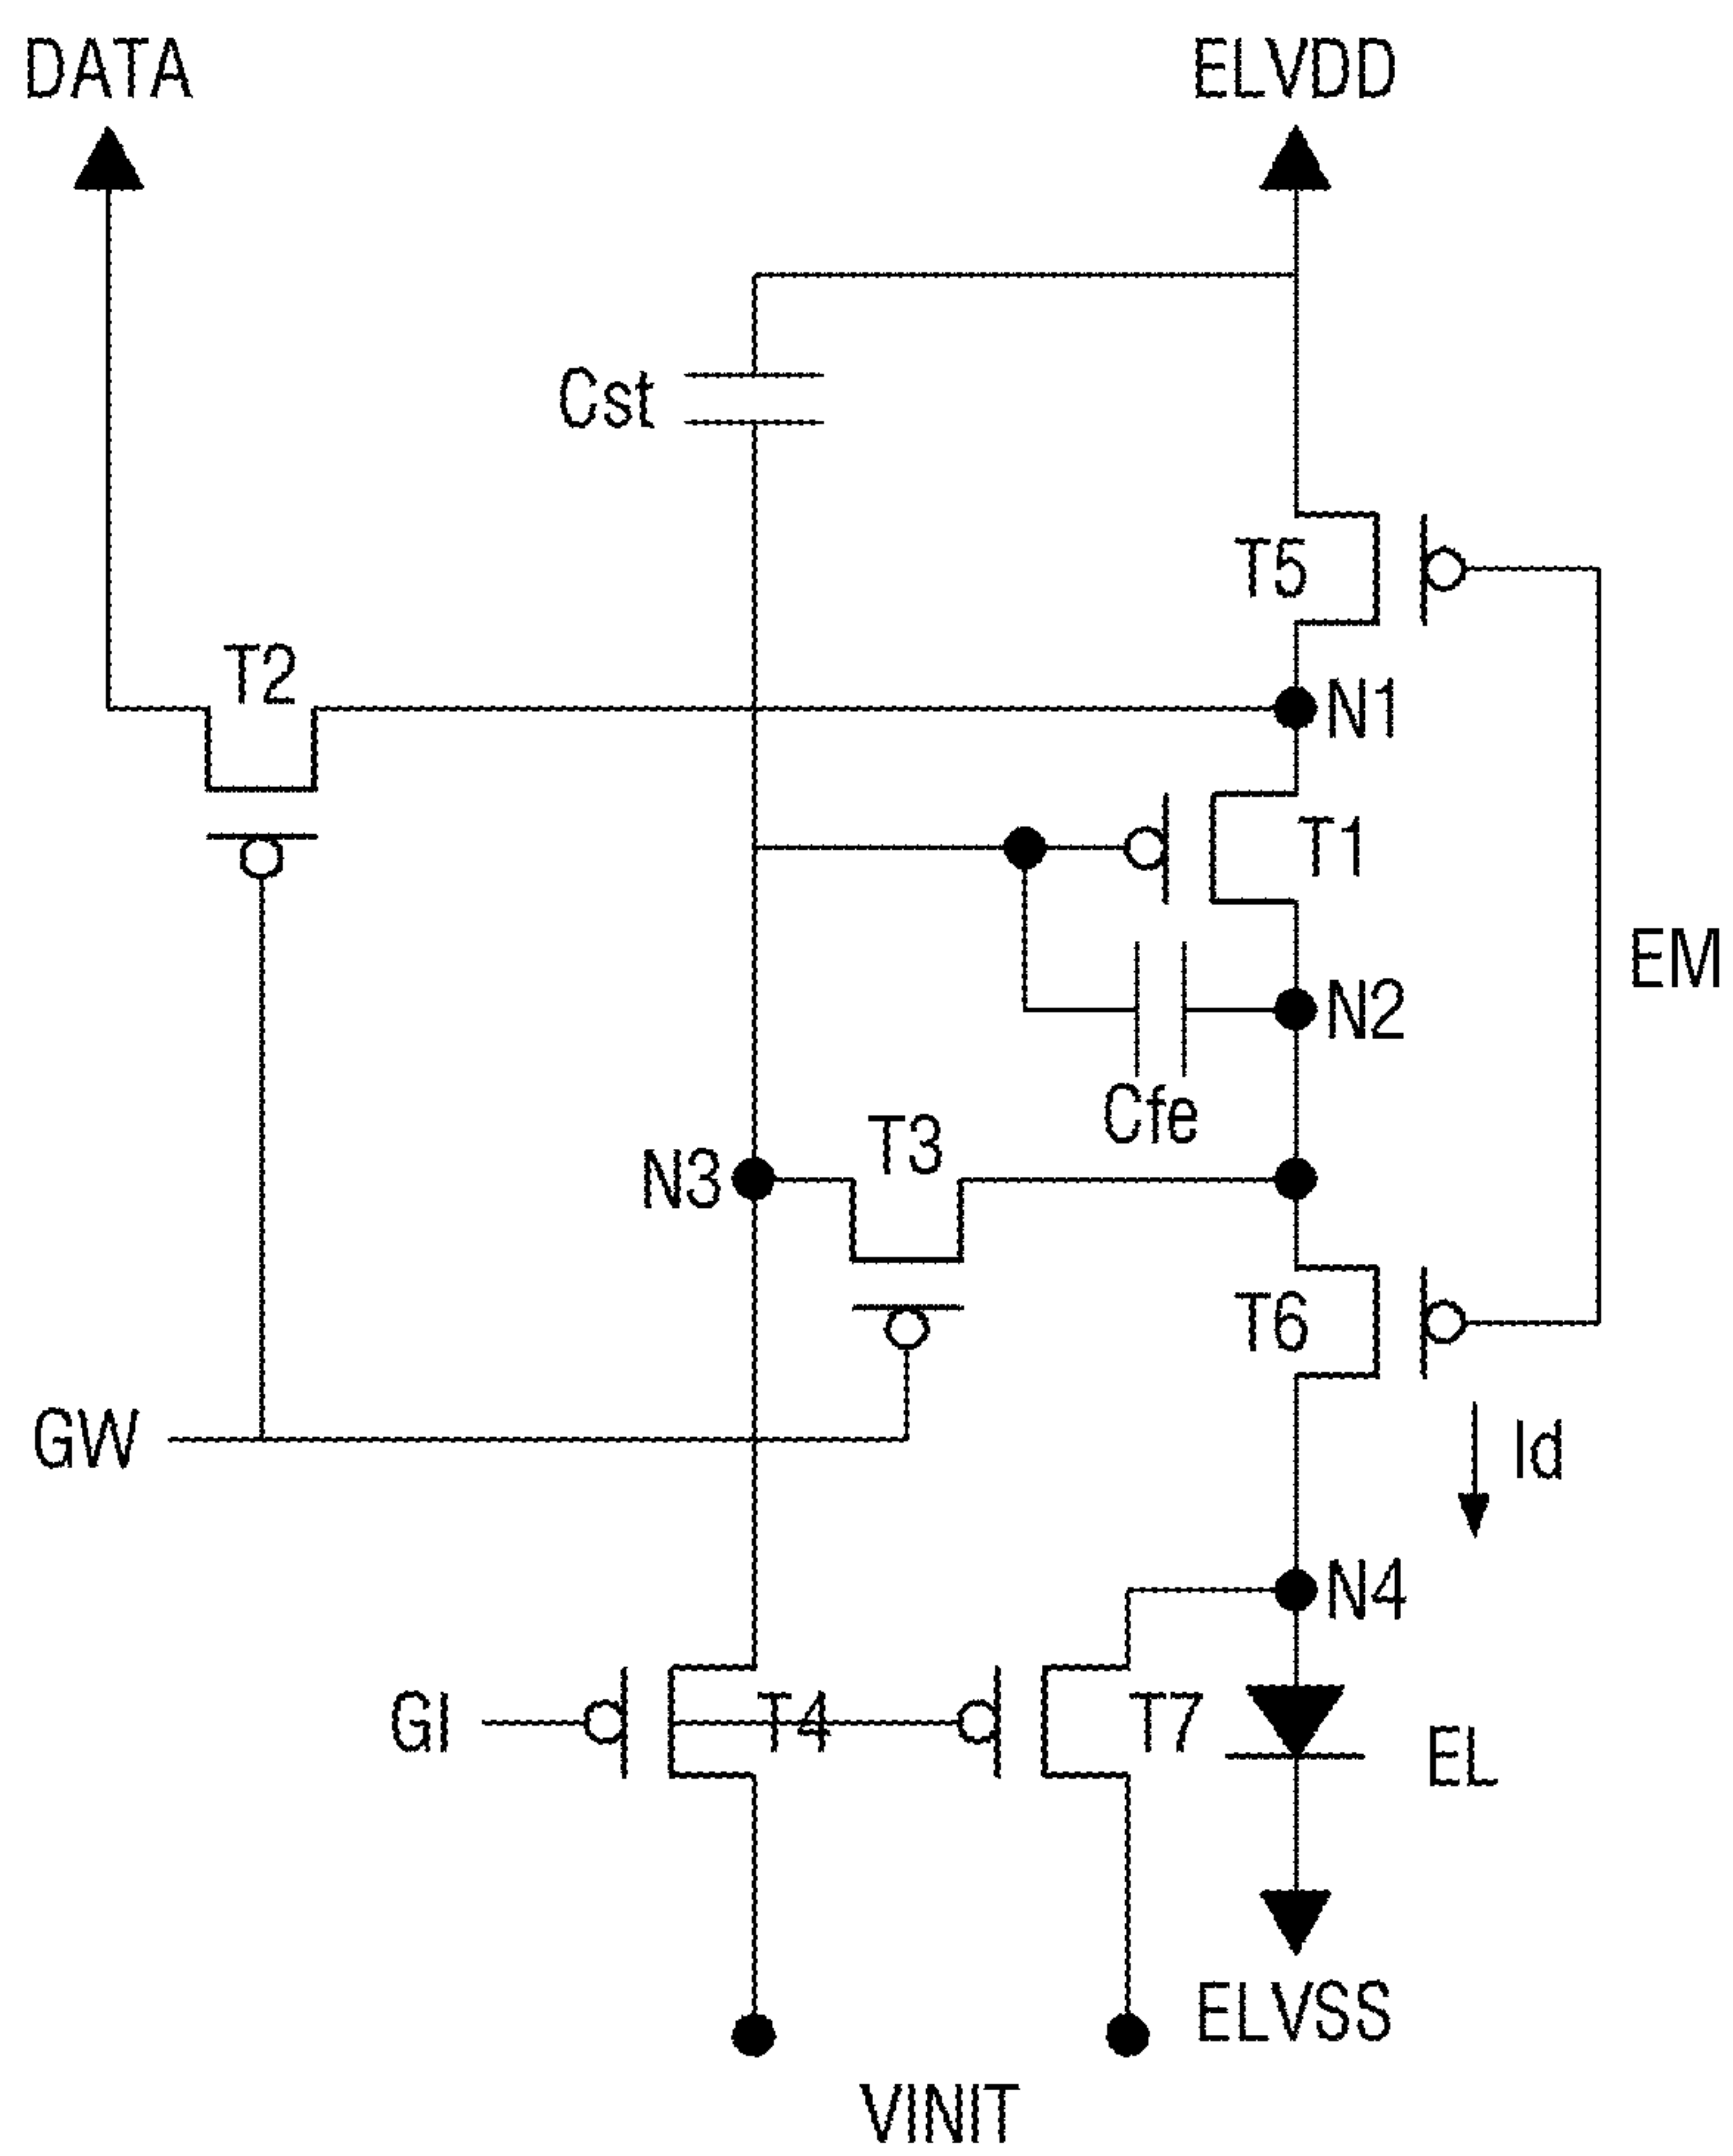 DATA
ELVDD
Cst
T5
T2
N1
T1
EM
N2
Cfe
T3
N3
T6
GW
Id
N4
GI
T4
T7
EL
ELVSS
VINIT